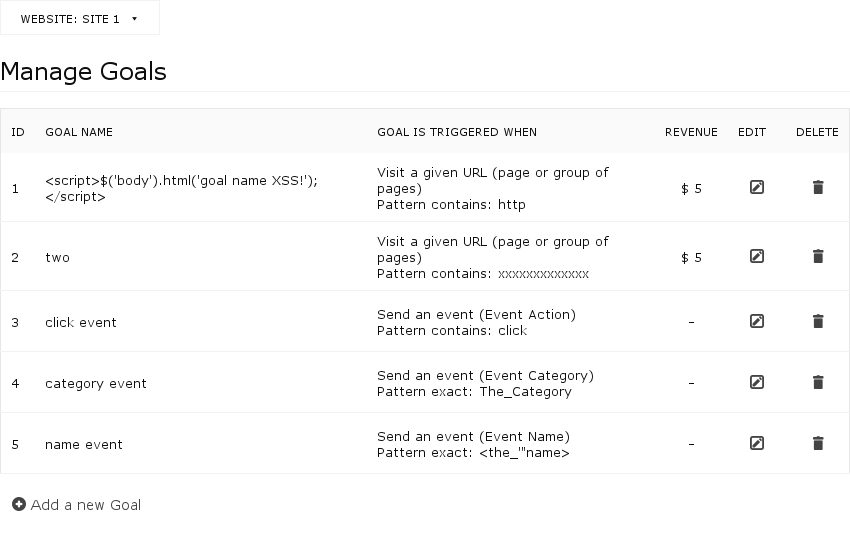 WEBSITE: SITE 1
Manage Goals
ID GOAL NAME GOAL IS TRIGGERED WHEN REVENUE EDIT DELETE
1 <script>$('body').html('goal name XSS!');
</script>
Visit a given URL (page or group of
pages)
Pattern contains: http
$ 5
2 two
Visit a given URL (page or group of
pages)
Pattern contains: xxxxxxxxxxxxx
$ 5
3 click event
Send an event (Event Action)
Pattern contains: click
-
4 category event
Send an event (Event Category)
Pattern exact: The_Category
-
5 name event
Send an event (Event Name)
Pattern exact: <the_'"name>
-
Add a new Goal